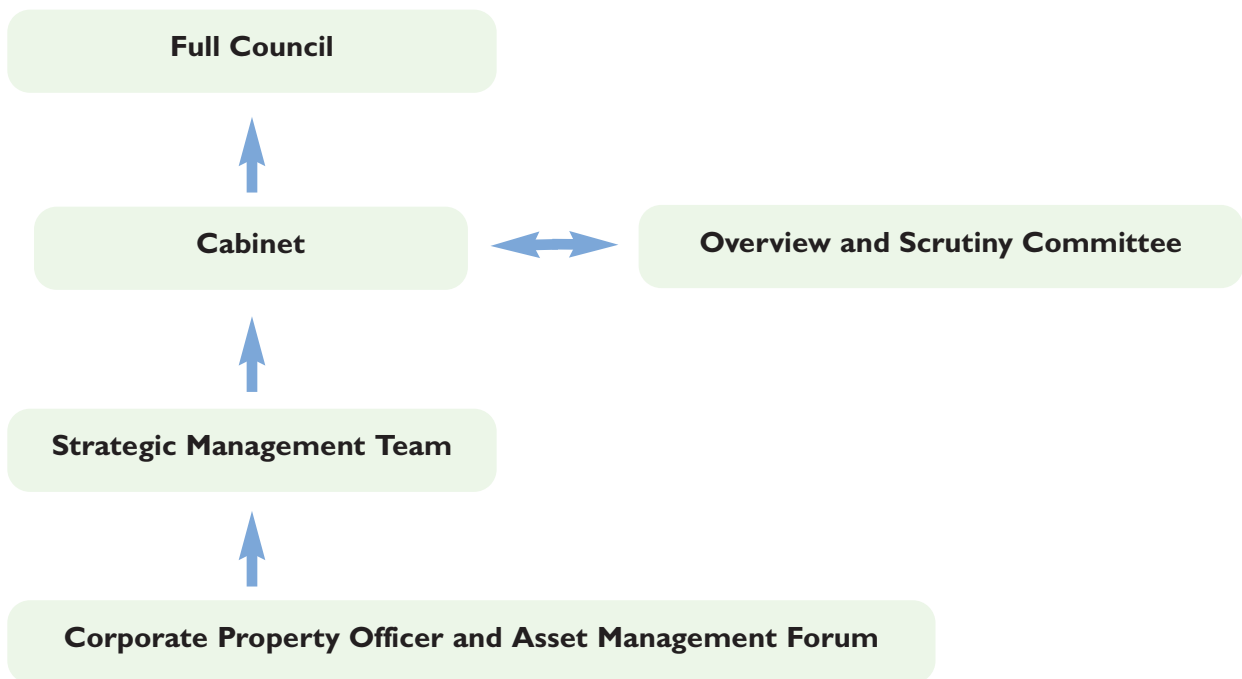 Full Council
Cabinet
Overview and Scrutiny Committee
Strategic Management Team
Corporate Property Officer and Asset Management Forum